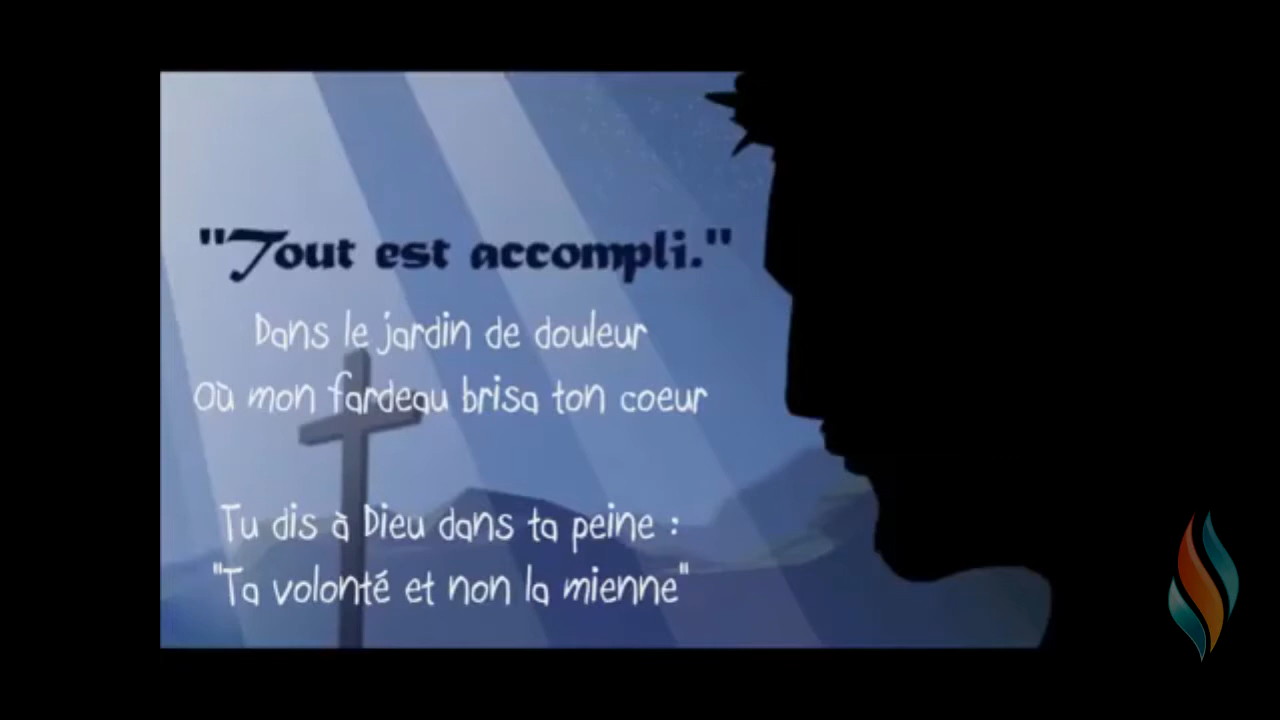 "Tout est accompli."
Dans le jardin de douleur
Où mon fardeau brisa ton coeur
Tu dis à Dieu dans ta peine :
"Ta volonté et non la mienne"